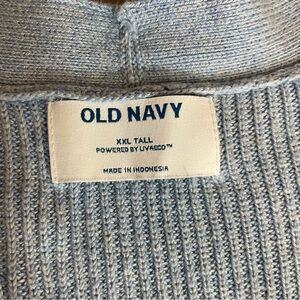 OLD NAVY
XXL TALL
POWERED BY LIVAECO™
MADE IN INDONESIA